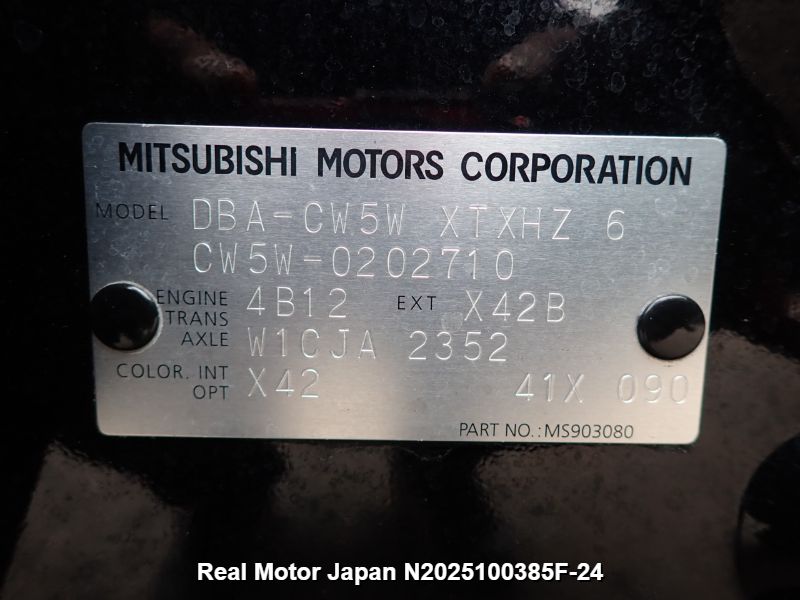 MITSUBISHI MOTORS CORPORATION
MODEL DBA-CW5W XTXHZ 6
CW5W-0202710
ENGINE 4B12 EXT X42B
TRANS AXLE W1CJA 2352
COLOR. INT OPT X42 41X 090
PART NO.:MS903080
Real Motor Japan N2025100385F-24